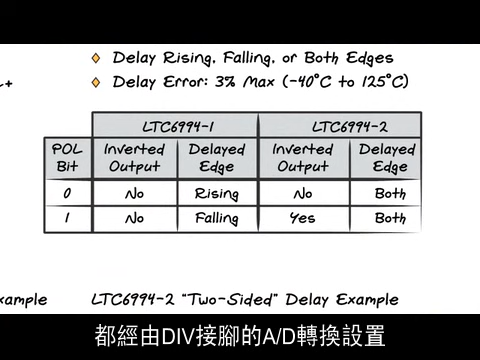 Delay Rising, Falling, or Both Edges
L+
Delay Error: 3% Max (-40°C to 125°C)
LTC6994-1 LTC6994-2
POL Bit Inverted Output Delayed Edge Inverted Output Delayed Edge
0 No Rising No Both
1 No Falling Yes Both
xample LTC6994-2 "Two-Sided" Delay Example
都經由DIV接腳的A/D轉換設置